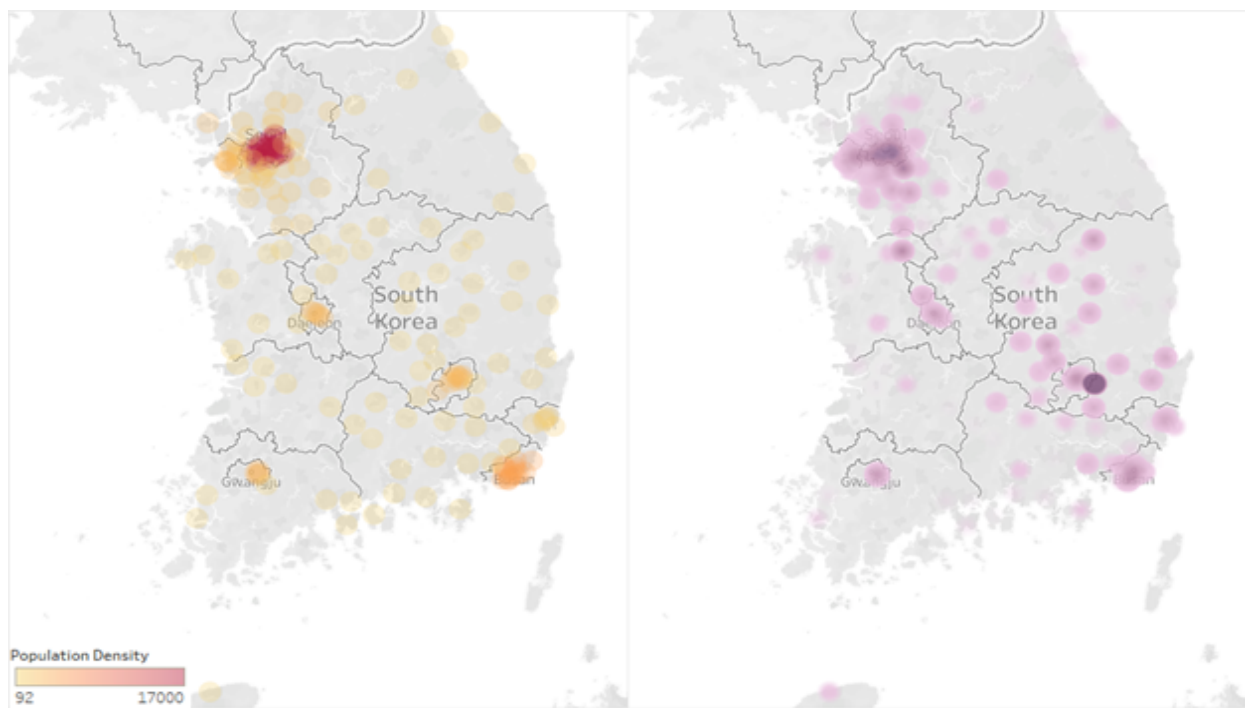 South
Korea
Daejeon
Gwangju
Busan
Population Density
92
17000
South
Korea
Gwangju